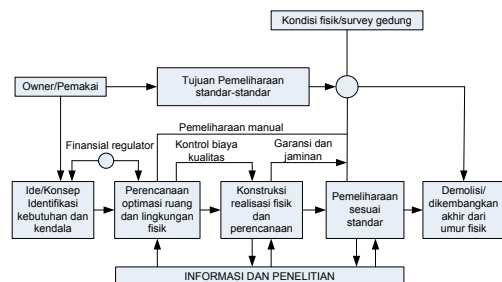 Kondisi fisik/survey gedung
Owner/Pemakai
Tujuan Pemeliharaan
standar-standar
Pemeliharaan manual
Finansial regulator
Kontrol biaya
kualitas
Garansi dan
jaminan
Ide/Konsep
Identifikasi
kebutuhan dan
kendala
Perencanaan
optimasi ruang
dan lingkungan
fisik
Konstruksi
realisasi fisik
dan
perencanaan
Pemeliharaan
sesuai
standar
Demolisi/
dikembangkan
akhir dari
umur fisik
INFORMASI DAN PENELITIAN